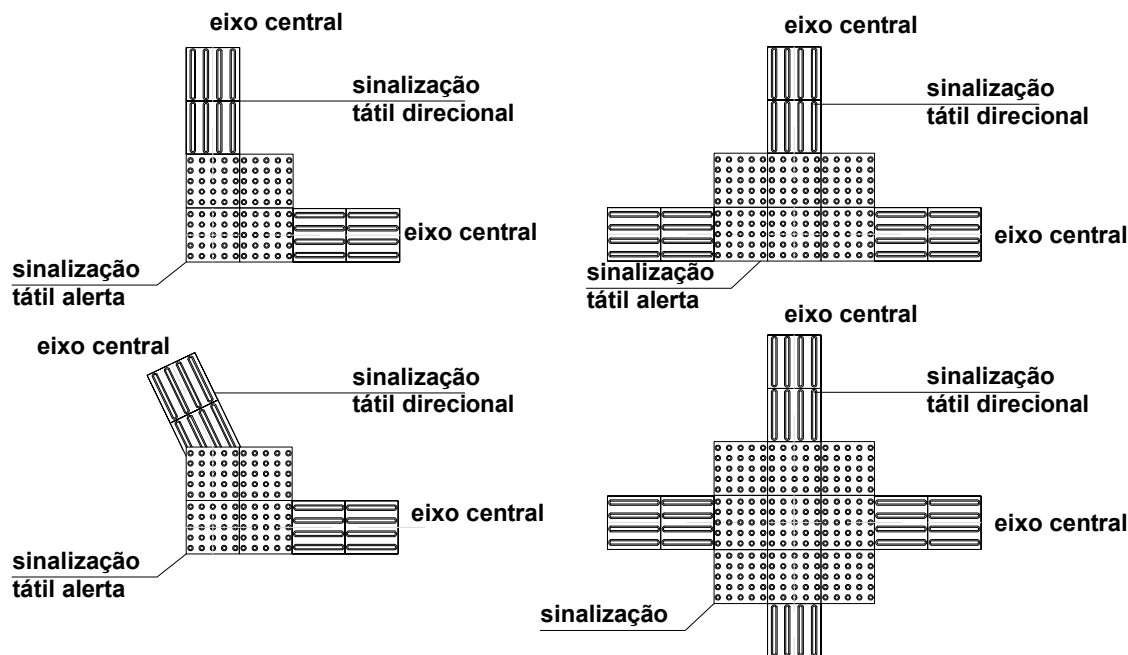 eixo central
sinalização
tátil direcional
eixo central
sinalização
tátil alerta
eixo central
sinalização
tátil direcional
eixo central
sinalização
tátil alerta
eixo central
sinalização
tátil direcional
eixo central
sinalização
tátil alerta
eixo central
sinalização
tátil direcional
eixo central
sinalização